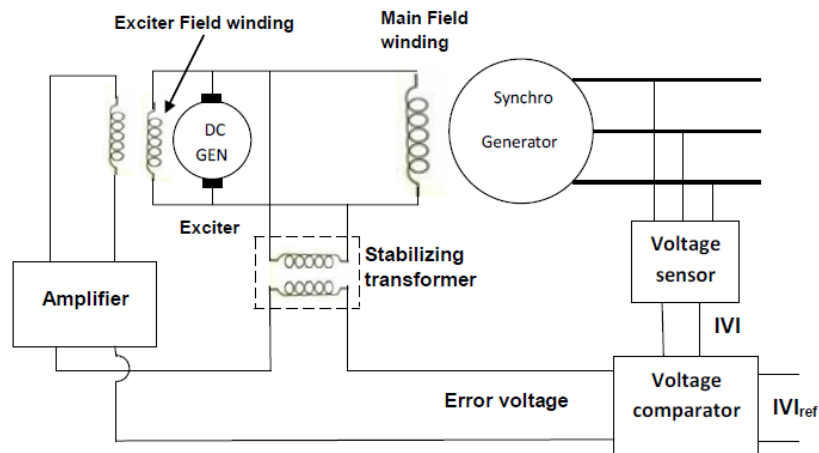 Exciter Field winding
Main Field
winding
DC
GEN
Synchro
Generator
Exciter
Stabilizing
transformer
Voltage
sensor
Amplifier
IVI
Voltage
comparator
Error voltage
IVIref